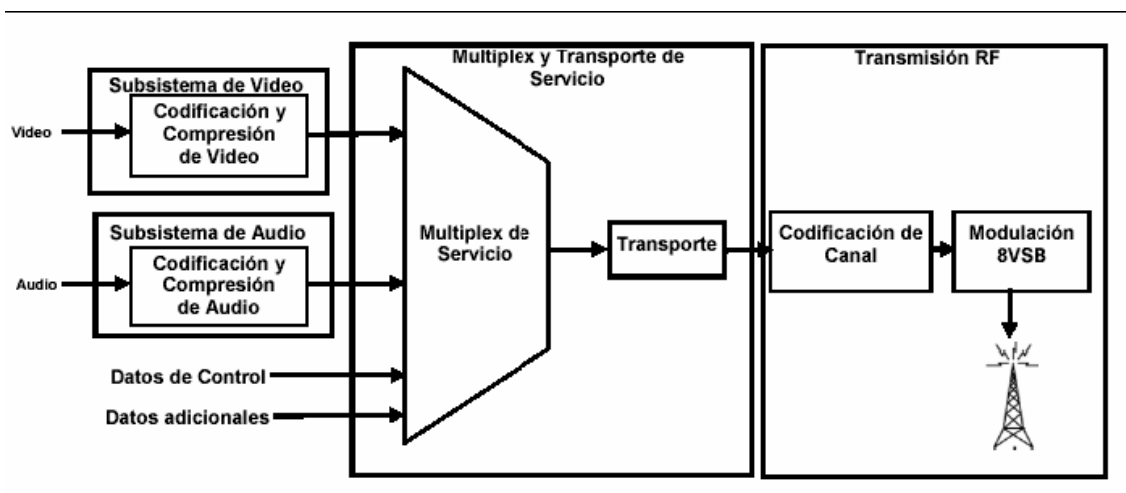 Multiplex y Transporte de
Servicio
Transmisión RF
Subsistema de Video
Codificación y
Compresión
de Video
Video
Subsistema de Audio
Codificación y
Compresión
de Audio
Audio
Datos de Control
Datos adicionales
Multiplex de
Servicio
Transporte
Codificación de
Canal
Modulación
8VSB